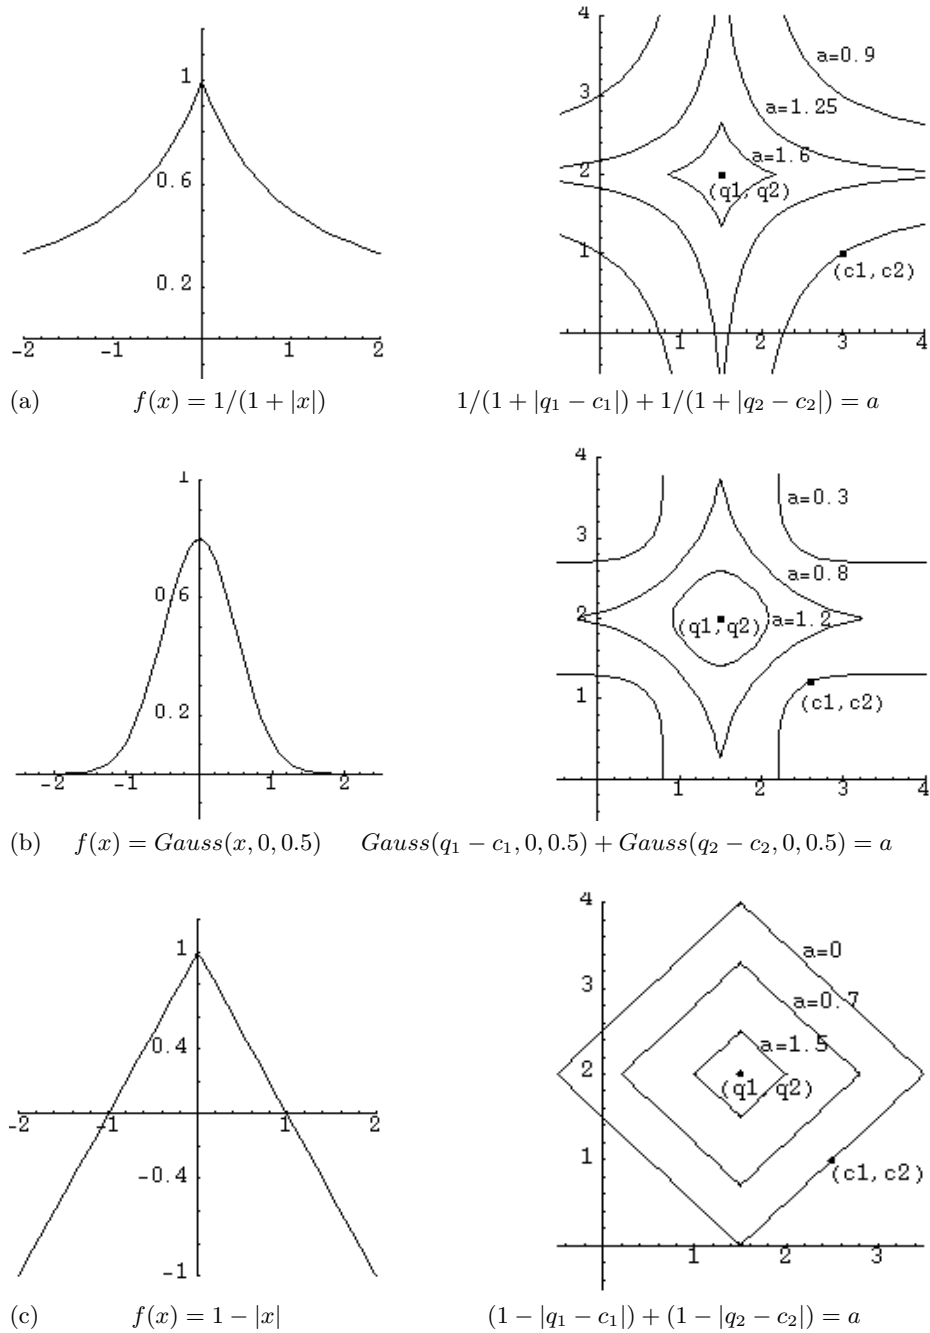 1
0.6
0.2
-2 -1 1 2
4
3
2
1
1 2 3 4
a=0.9
a=1.25
a=1.6
(q1,q2)
(c1,c2)
(a) f(x) = 1/(1 + |x|) 1/(1 + |q₁ − c₁|) + 1/(1 + |q₂ − c₂|) = a
1
0.6
0.2
-2 -1 1 2
4
3
2
1
1 2 3 4
a=0.3
a=0.8
a=1.2
(q1,q2)
(c1,c2)
(b) f(x) = Gauss(x, 0, 0.5) Gauss(q₁ − c₁, 0, 0.5) + Gauss(q₂ − c₂, 0, 0.5) = a
1
0.4
-2 -1 1 2
-0.4
-1
4
3
2
1
1 2 3
a=0
a=0.7
a=1.5
(q1,q2)
(c1,c2)
(c) f(x) = 1 − |x| (1 − |q₁ − c₁|) + (1 − |q₂ − c₂|) = a